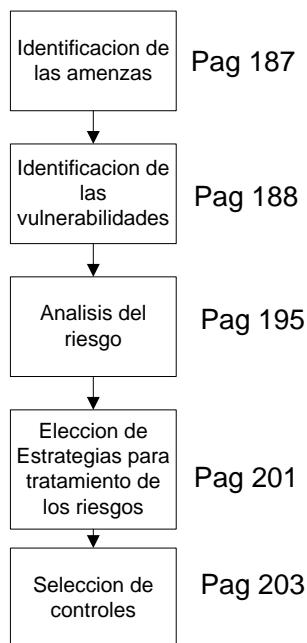 Identificacion de
las amenzas
Pag 187
Identificacion de
las
vulnerabilidades
Pag 188
Analisis del
riesgo
Pag 195
Eleccion de
Estrategias para
tratamiento de
los riesgos
Pag 201
Seleccion de
controles
Pag 203